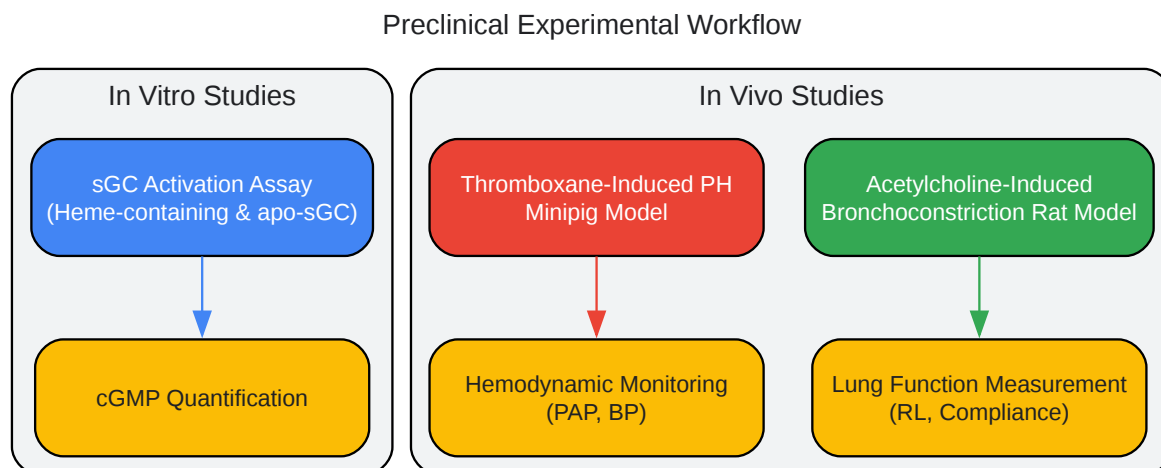 Preclinical Experimental Workflow
In Vitro Studies
sGC Activation Assay
(Heme-containing & apo-sGC)
cGMP Quantification
In Vivo Studies
Thromboxane-Induced PH
Minipig Model
Hemodynamic Monitoring
(PAP, BP)
Acetylcholine-Induced
Bronchoconstriction Rat Model
Lung Function Measurement
(RL, Compliance)